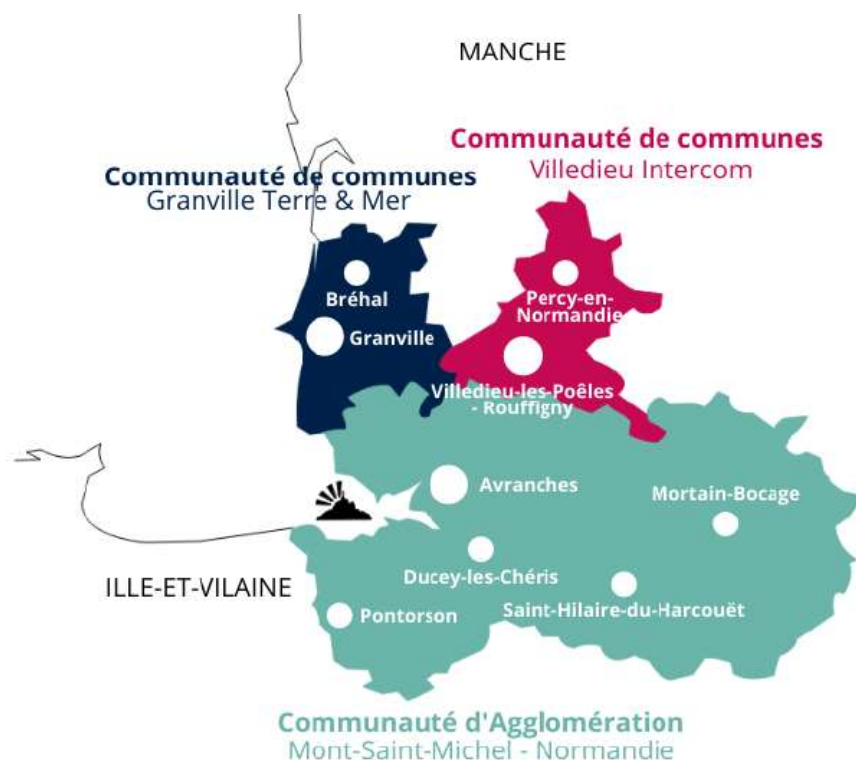 MANCHE
Communauté de communes
Villedieu Intercom
Communauté de communes
Granville Terre & Mer
Bréhal
Percy-en-
Normandie
Granville
Villedieu-les-Poêles
- Rouffigny
Avranches
Mortain-Bocage
Ducey-les-Chéris
ILLE-ET-VILAINE
Saint-Hilaire-du-Harcouët
Pontorson
Communauté d'Agglomération
Mont-Saint-Michel - Normandie